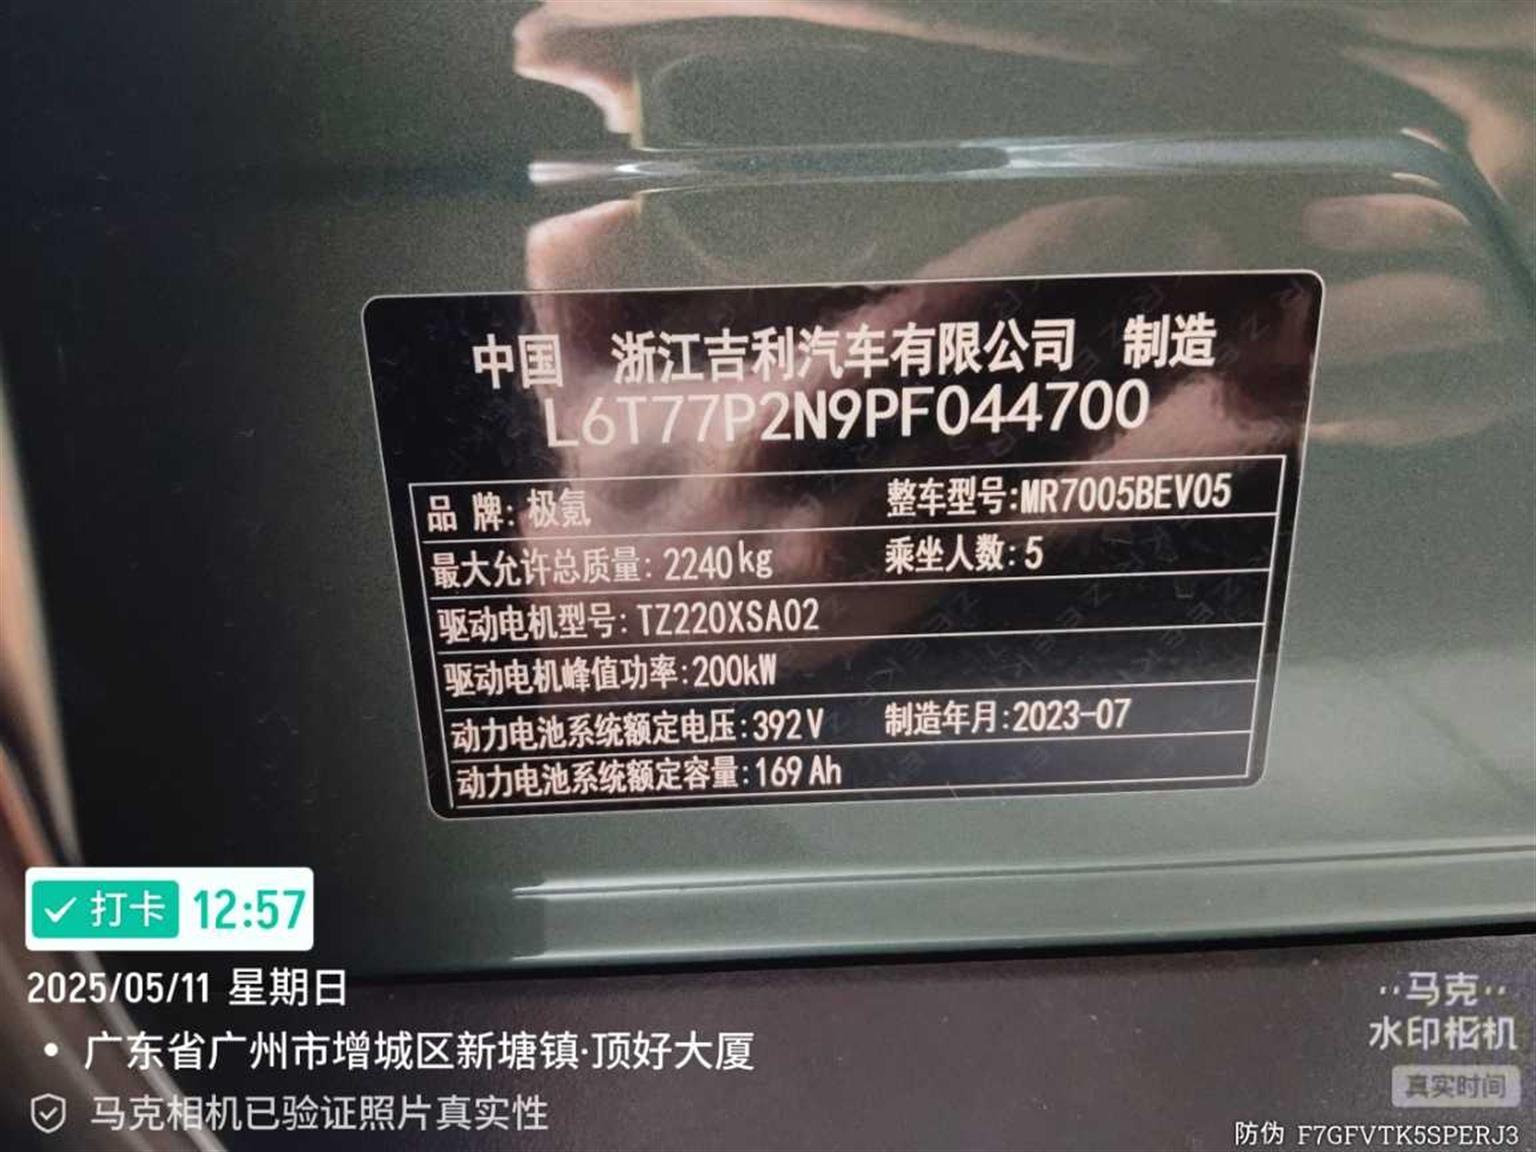 中国 浙江吉利汽车有限公司 制造
L6T77P2N9PF044700
品 牌: 极氪 整车型号:MR7005BEV05
最大允许总质量: 2240kg 乘坐人数:5
驱动电机型号: TZ220XSA02
驱动电机峰值功率:200kW
动力电池系统额定电压:392V 制造年月:2023-07
动力电池系统额定容量:169Ah
打卡 12:57
2025/05/11 星期日
• 广东省广州市增城区新塘镇·顶好大厦
马克相机已验证照片真实性
马克
水印相机
真实时间
防伪 F7GFVTK5SPERJ3